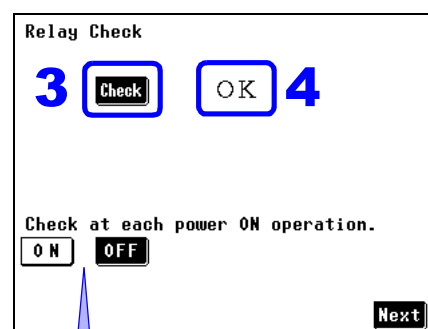 Relay Check
3 Check OK 4
Check at each power ON operation.
ON OFF
Next